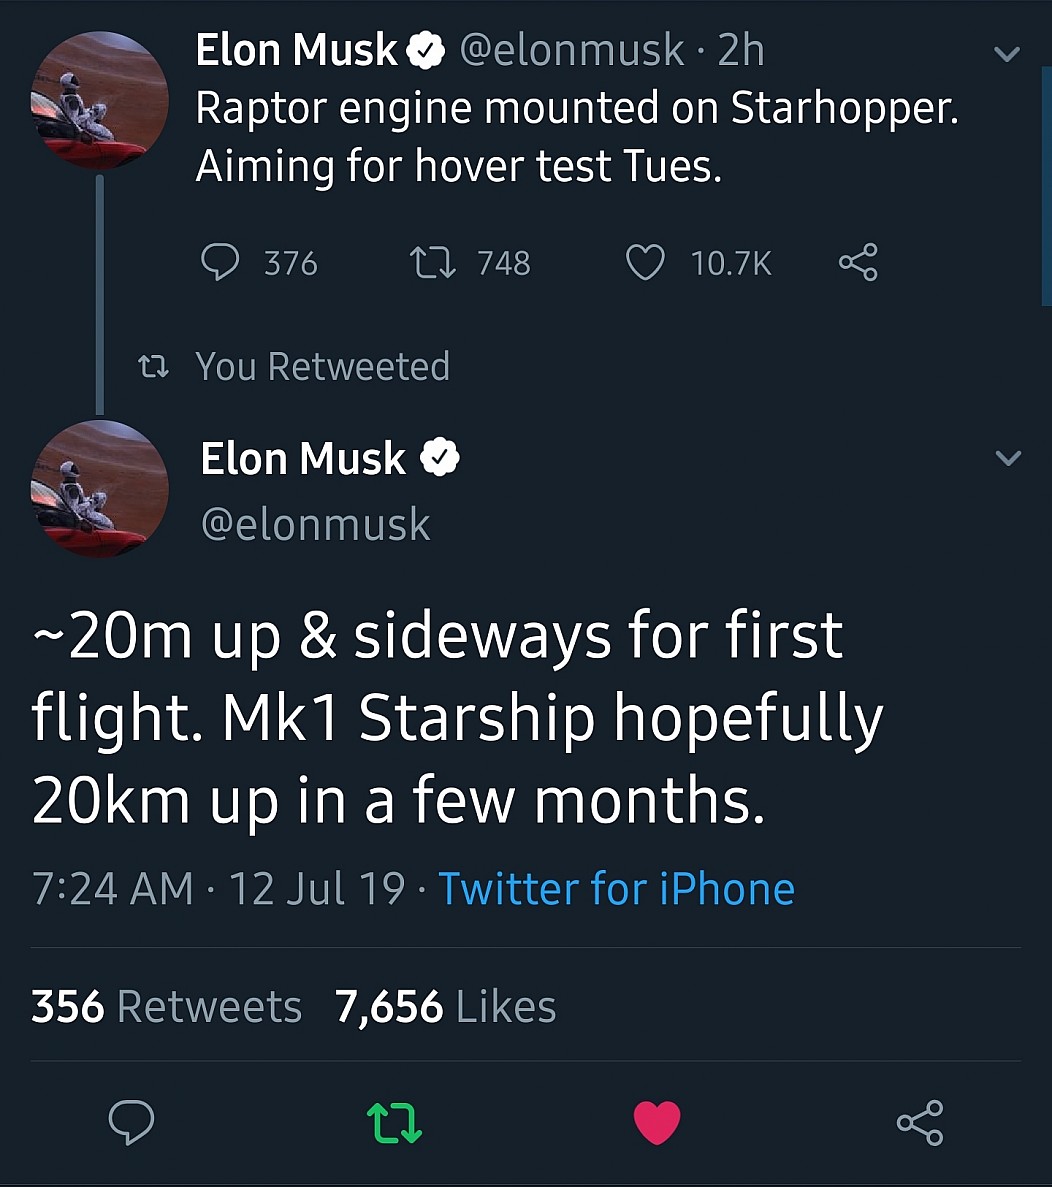 Elon Musk @elonmusk · 2h
Raptor engine mounted on Starhopper.
Aiming for hover test Tues.
376 748 10.7K
You Retweeted
Elon Musk
@elonmusk
~20m up & sideways for first
flight. Mk1 Starship hopefully
20km up in a few months.
7:24 AM · 12 Jul 19 · Twitter for iPhone
356 Retweets 7,656 Likes